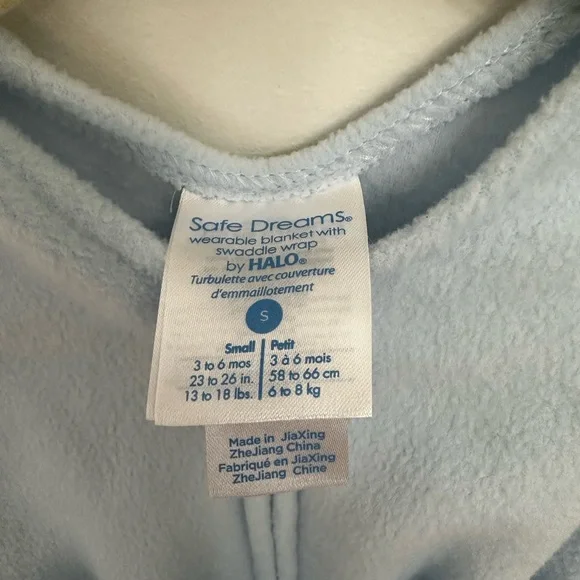 Safe Dreams®
wearable blanket with
swaddle wrap
by HALO®
Turbulette avec couverture
d'emmaillotement
S
Small Petit
3 to 6 mos 3 à 6 mois
23 to 26 in. 58 to 66 cm
13 to 18 lbs. 6 to 8 kg
Made in JiaXing
ZheJiang China
Fabriqué en JiaXing
ZheJiang Chine